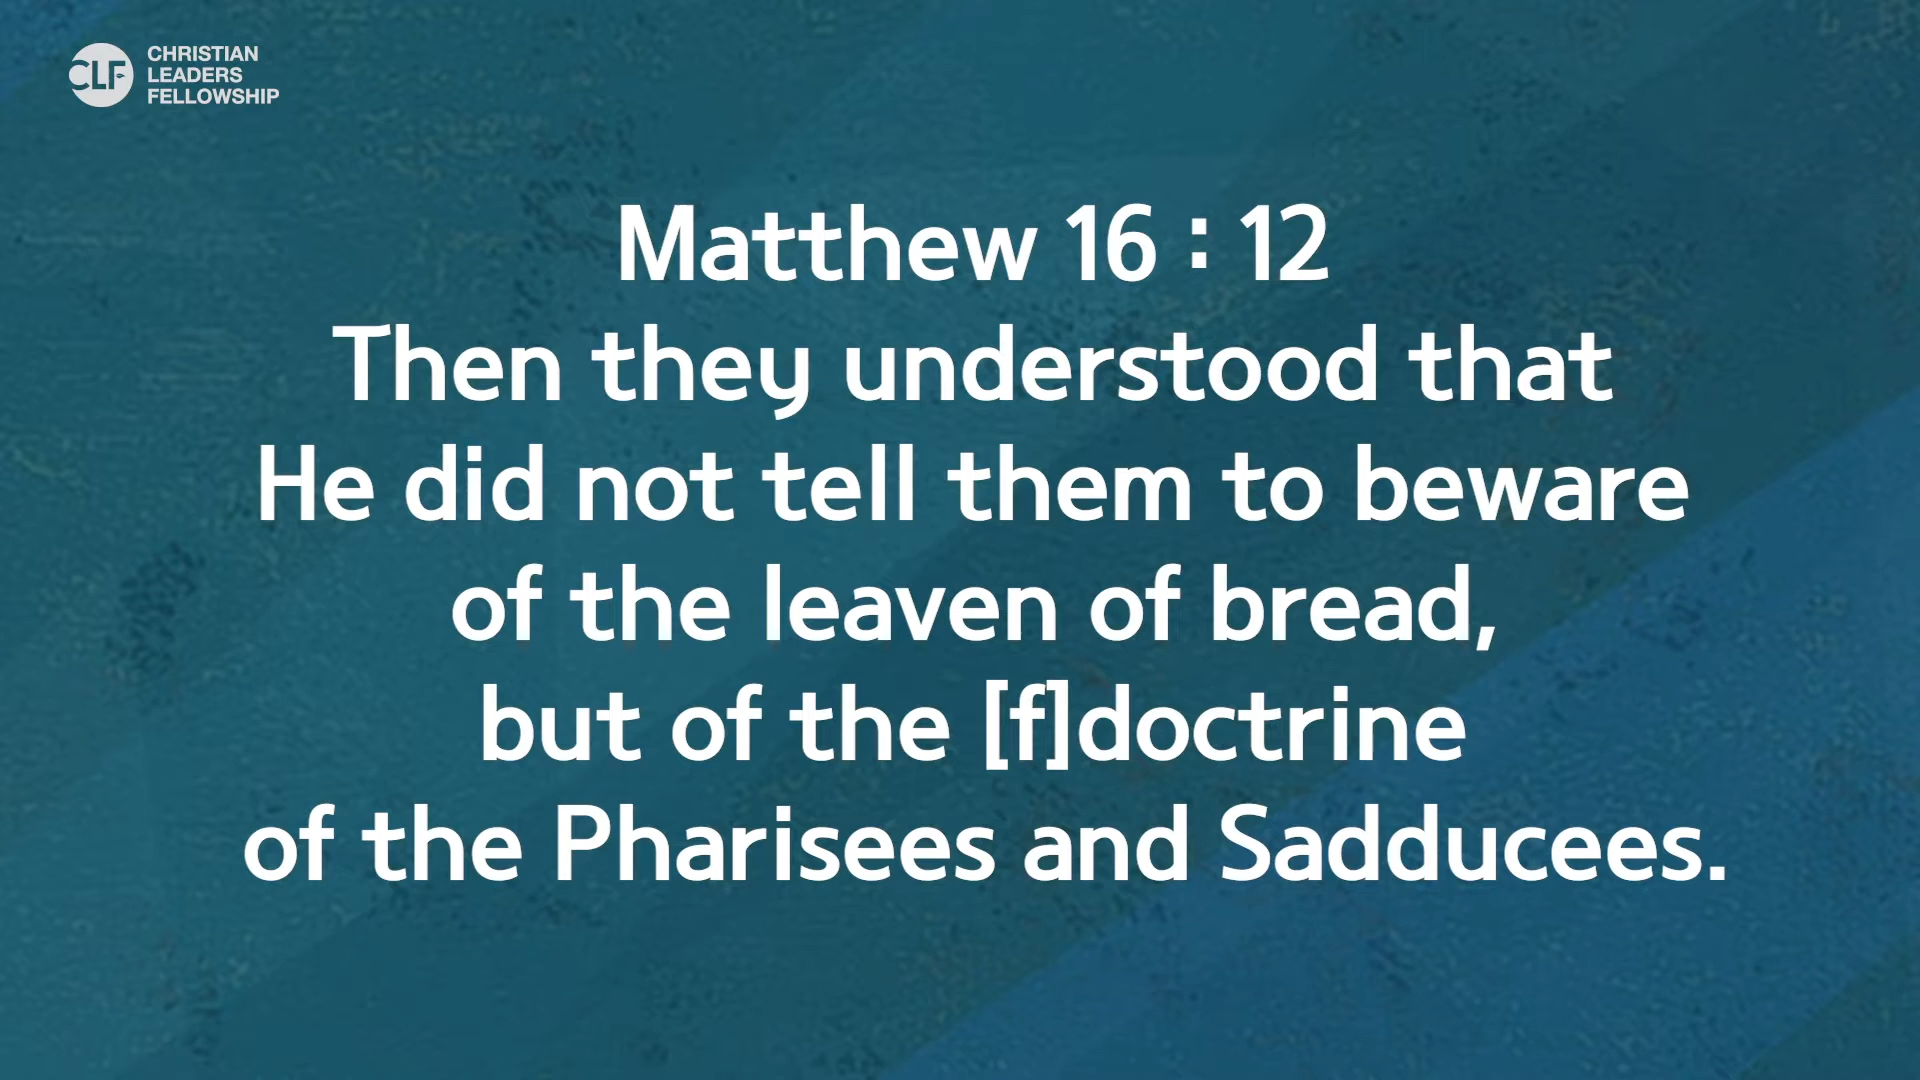 CLF
CHRISTIAN
LEADERS
FELLOWSHIP
Matthew 16 : 12
Then they understood that
He did not tell them to beware
of the leaven of bread,
but of the [f]doctrine
of the Pharisees and Sadducees.